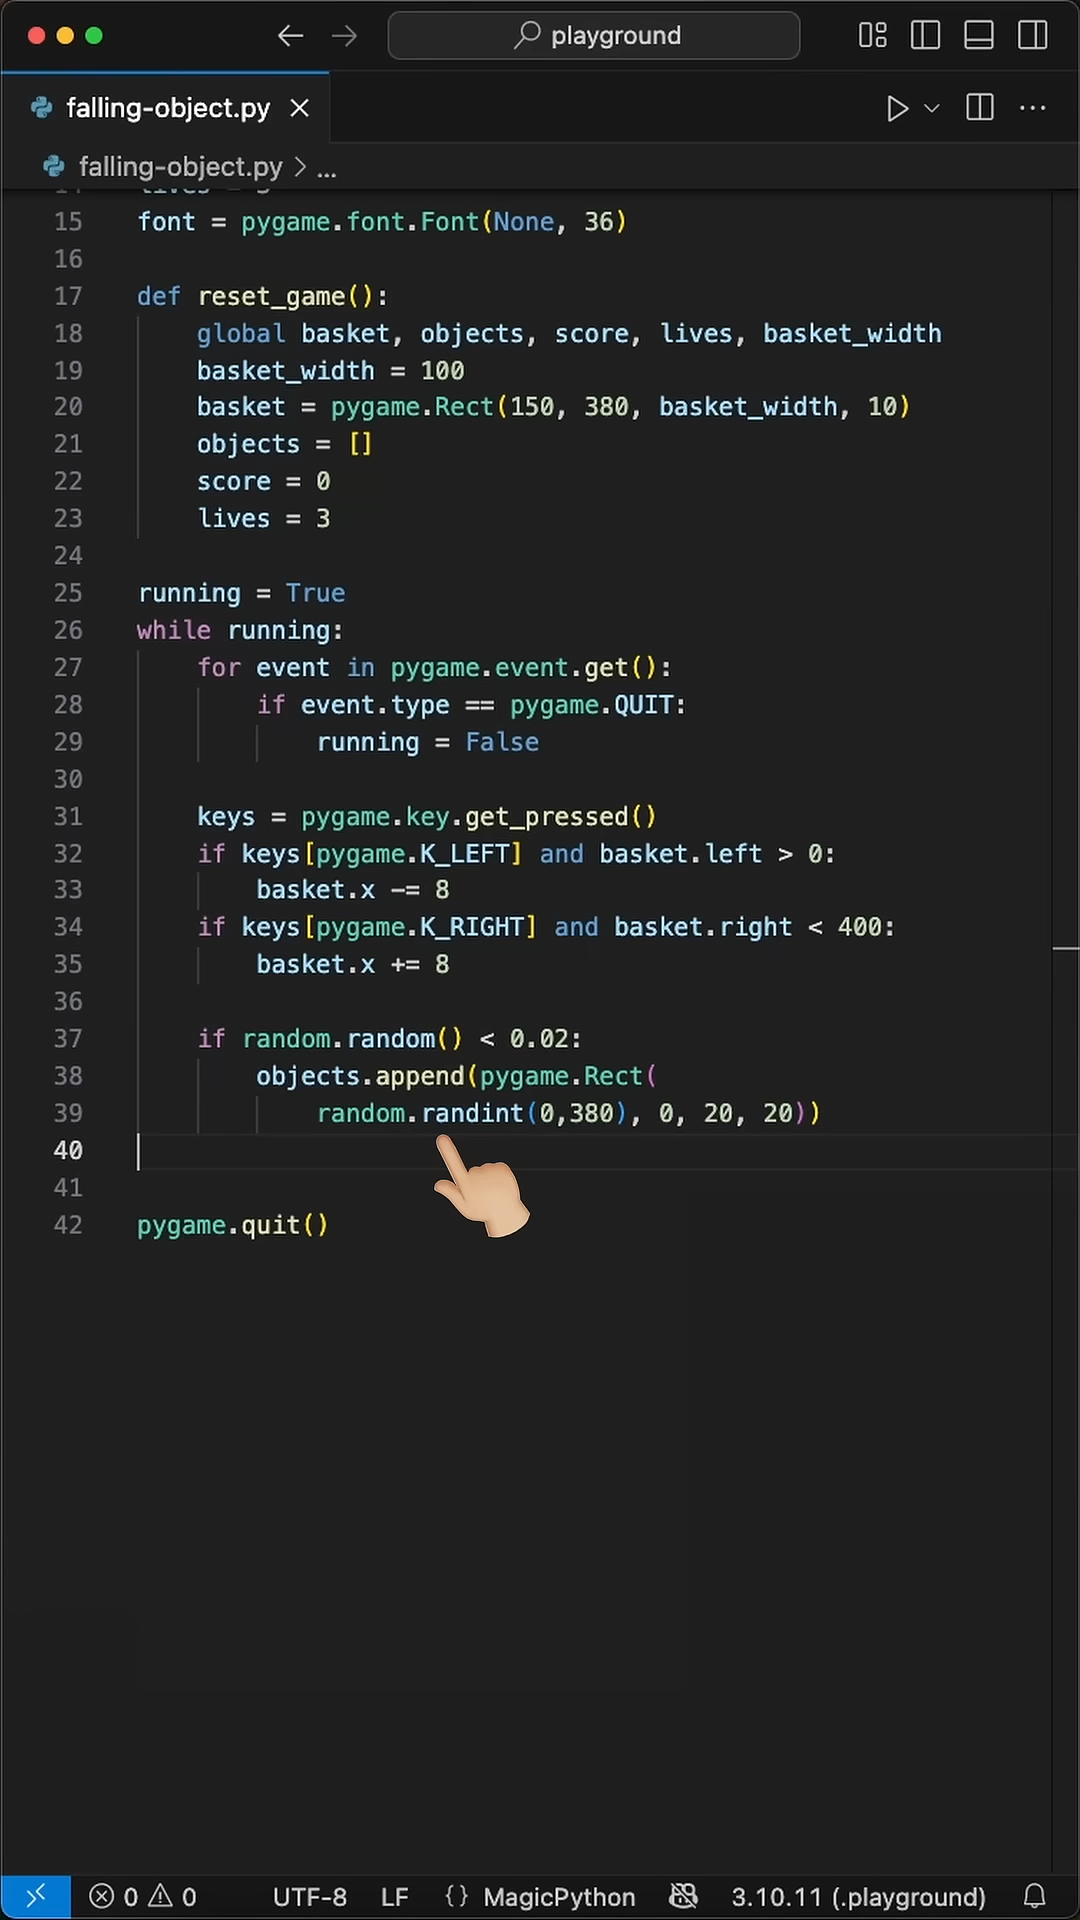 playground
falling-object.py
falling-object.py > ...
15 font = pygame.font.Font(None, 36)
16
17 def reset_game():
18     global basket, objects, score, lives, basket_width
19     basket_width = 100
20     basket = pygame.Rect(150, 380, basket_width, 10)
21     objects = []
22     score = 0
23     lives = 3
24
25 running = True
26 while running:
27     for event in pygame.event.get():
28         if event.type == pygame.QUIT:
29             running = False
30
31     keys = pygame.key.get_pressed()
32     if keys[pygame.K_LEFT] and basket.left > 0:
33         basket.x -= 8
34     if keys[pygame.K_RIGHT] and basket.right < 400:
35         basket.x += 8
36
37     if random.random() < 0.02:
38         objects.append(pygame.Rect(
39             random.randint(0,380), 0, 20, 20))
40
41
42 pygame.quit()
0 0 UTF-8 LF {} MagicPython 3.10.11 (.playground)